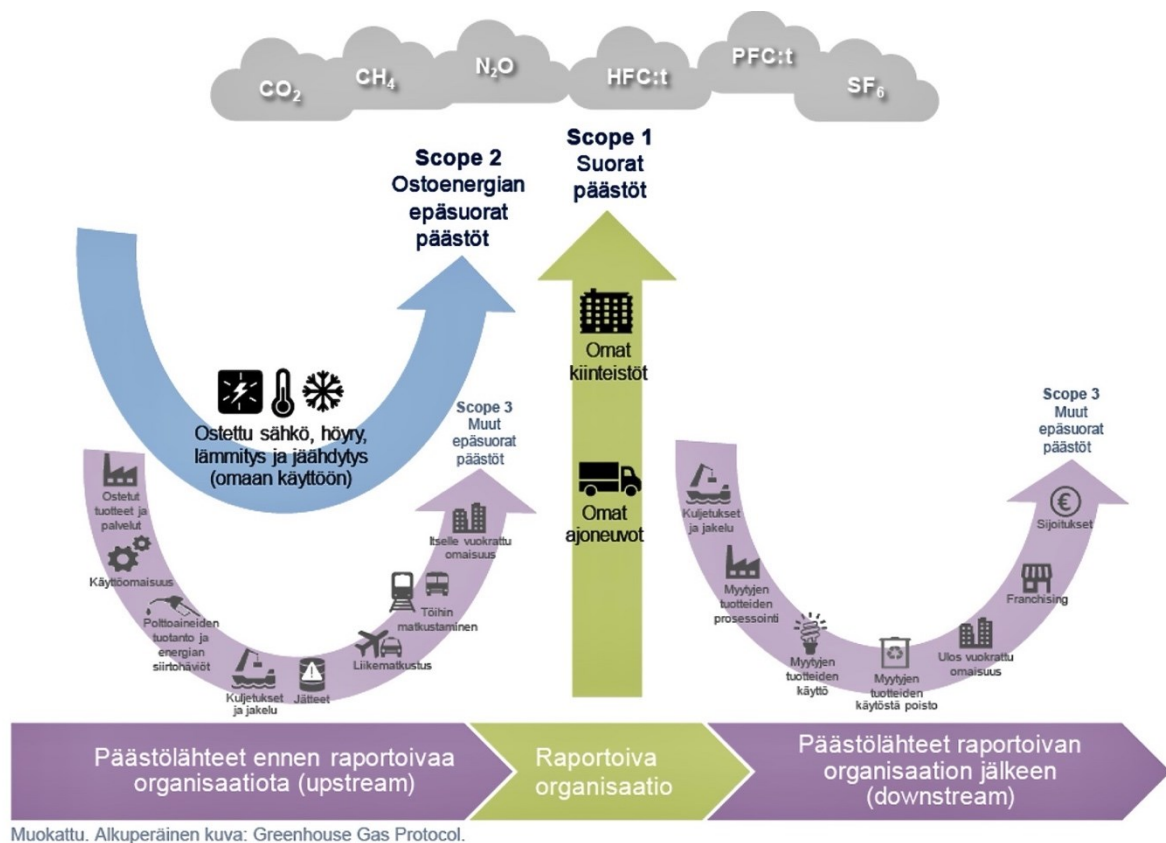 CO₂
CH₄
N₂O
HFC:t
PFC:t
SF₆
Scope 1
Suorat
päästöt
Scope 2
Ostoenergian
epäsuorat
päästöt
Omat
kiinteistöt
Omat
ajoneuvot
Ostettu sähkö, höyry,
lämmitys ja jäähdytys
(omaan käyttöön)
Scope 3
Muut
epäsuorat
päästöt
Ostetut
tuotteet ja
palvelut
Käyttöomaisuus
Polttoaineiden
tuotanto ja
energian
siirtohäviöt
Kuljetukset
ja jakelu
Jätteet
Liikematkustus
Töihin
matkustaminen
Itselle vuokrattu
omaisuus
Scope 3
Muut
epäsuorat
päästöt
Kuljetukset
ja jakelu
Myytyjen
tuotteiden
prosessointi
Myytyjen
tuotteiden
käyttö
Myytyjen
tuotteiden
käytöstä poisto
Ulos vuokrattu
omaisuus
Franchising
€
Sijoitukset
Päästölähteet ennen raportoivaa
organisaatiota (upstream)
Raportoiva
organisaatio
Päästölähteet raportoivan
organisaation jälkeen
(downstream)
Muokattu. Alkuperäinen kuva: Greenhouse Gas Protocol.